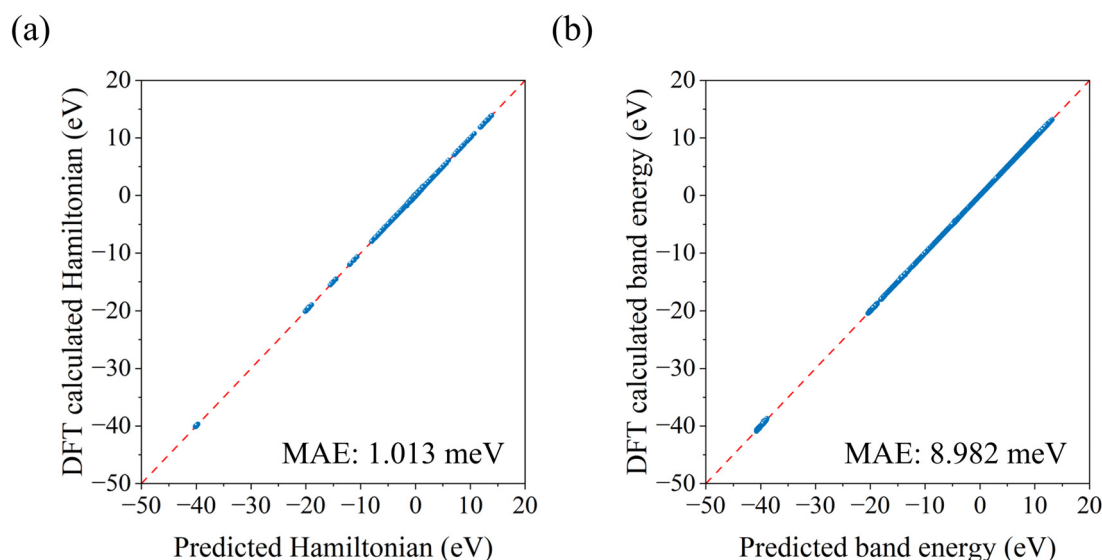 (a)
DFT calculated Hamiltonian (eV)
20
10
0
−10
−20
−30
−40
−50
MAE: 1.013 meV
−50 −40 −30 −20 −10 0 10 20
Predicted Hamiltonian (eV)
(b)
DFT calculated band energy (eV)
20
10
0
−10
−20
−30
−40
−50
MAE: 8.982 meV
−50 −40 −30 −20 −10 0 10 20
Predicted band energy (eV)